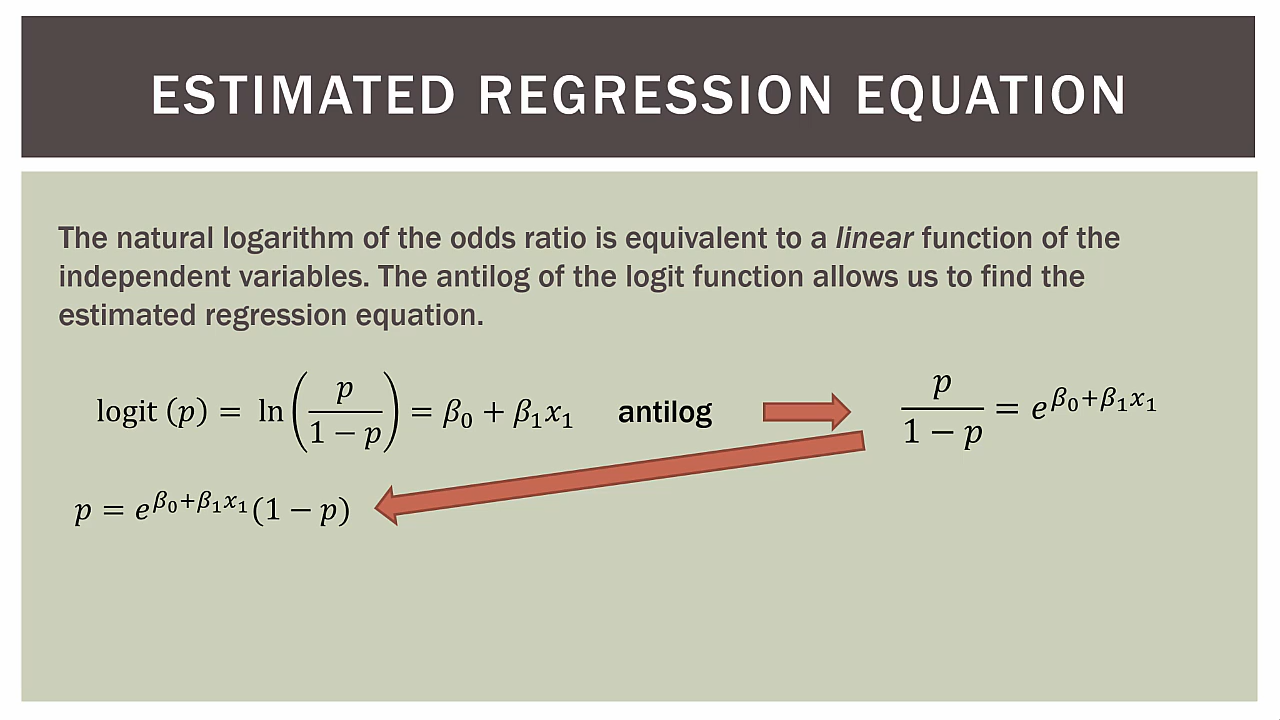 ESTIMATED REGRESSION EQUATION
The natural logarithm of the odds ratio is equivalent to a linear function of the
independent variables. The antilog of the logit function allows us to find the
estimated regression equation.
logit (p) = ln(p / 1 − p) = β₀ + β₁x₁ antilog p / 1 − p = e^(β₀+β₁x₁)
p = e^(β₀+β₁x₁)(1 − p)